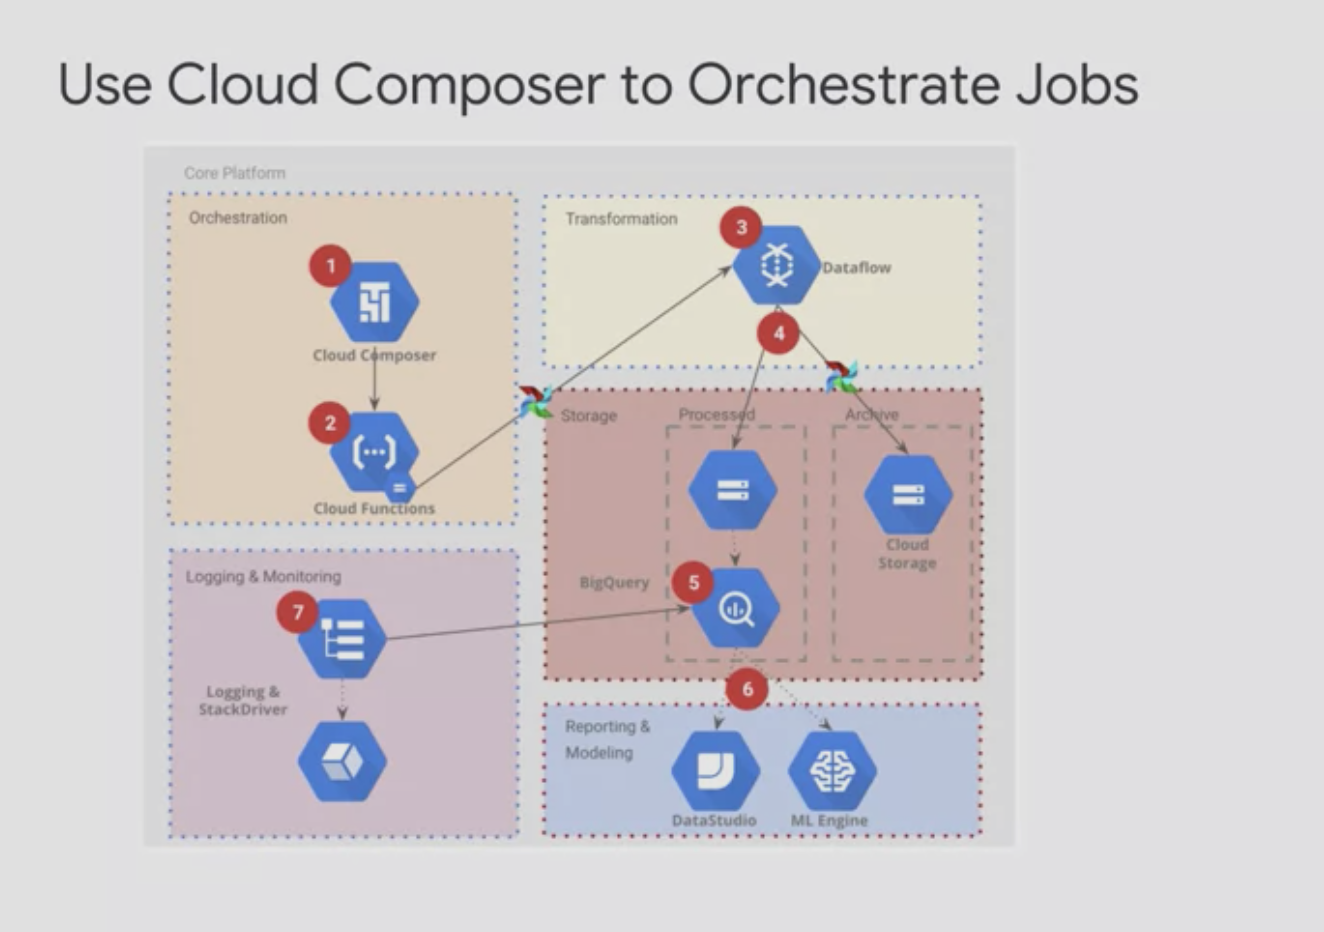 Use Cloud Composer to Orchestrate Jobs
Core Platform
Orchestration
1
Cloud Composer
2
Cloud Functions
Transformation
3
Dataflow
4
Storage
Processed
Archive
Cloud
Storage
BigQuery
5
Logging & Monitoring
7
Logging &
StackDriver
6
Reporting &
Modeling
DataStudio
ML Engine